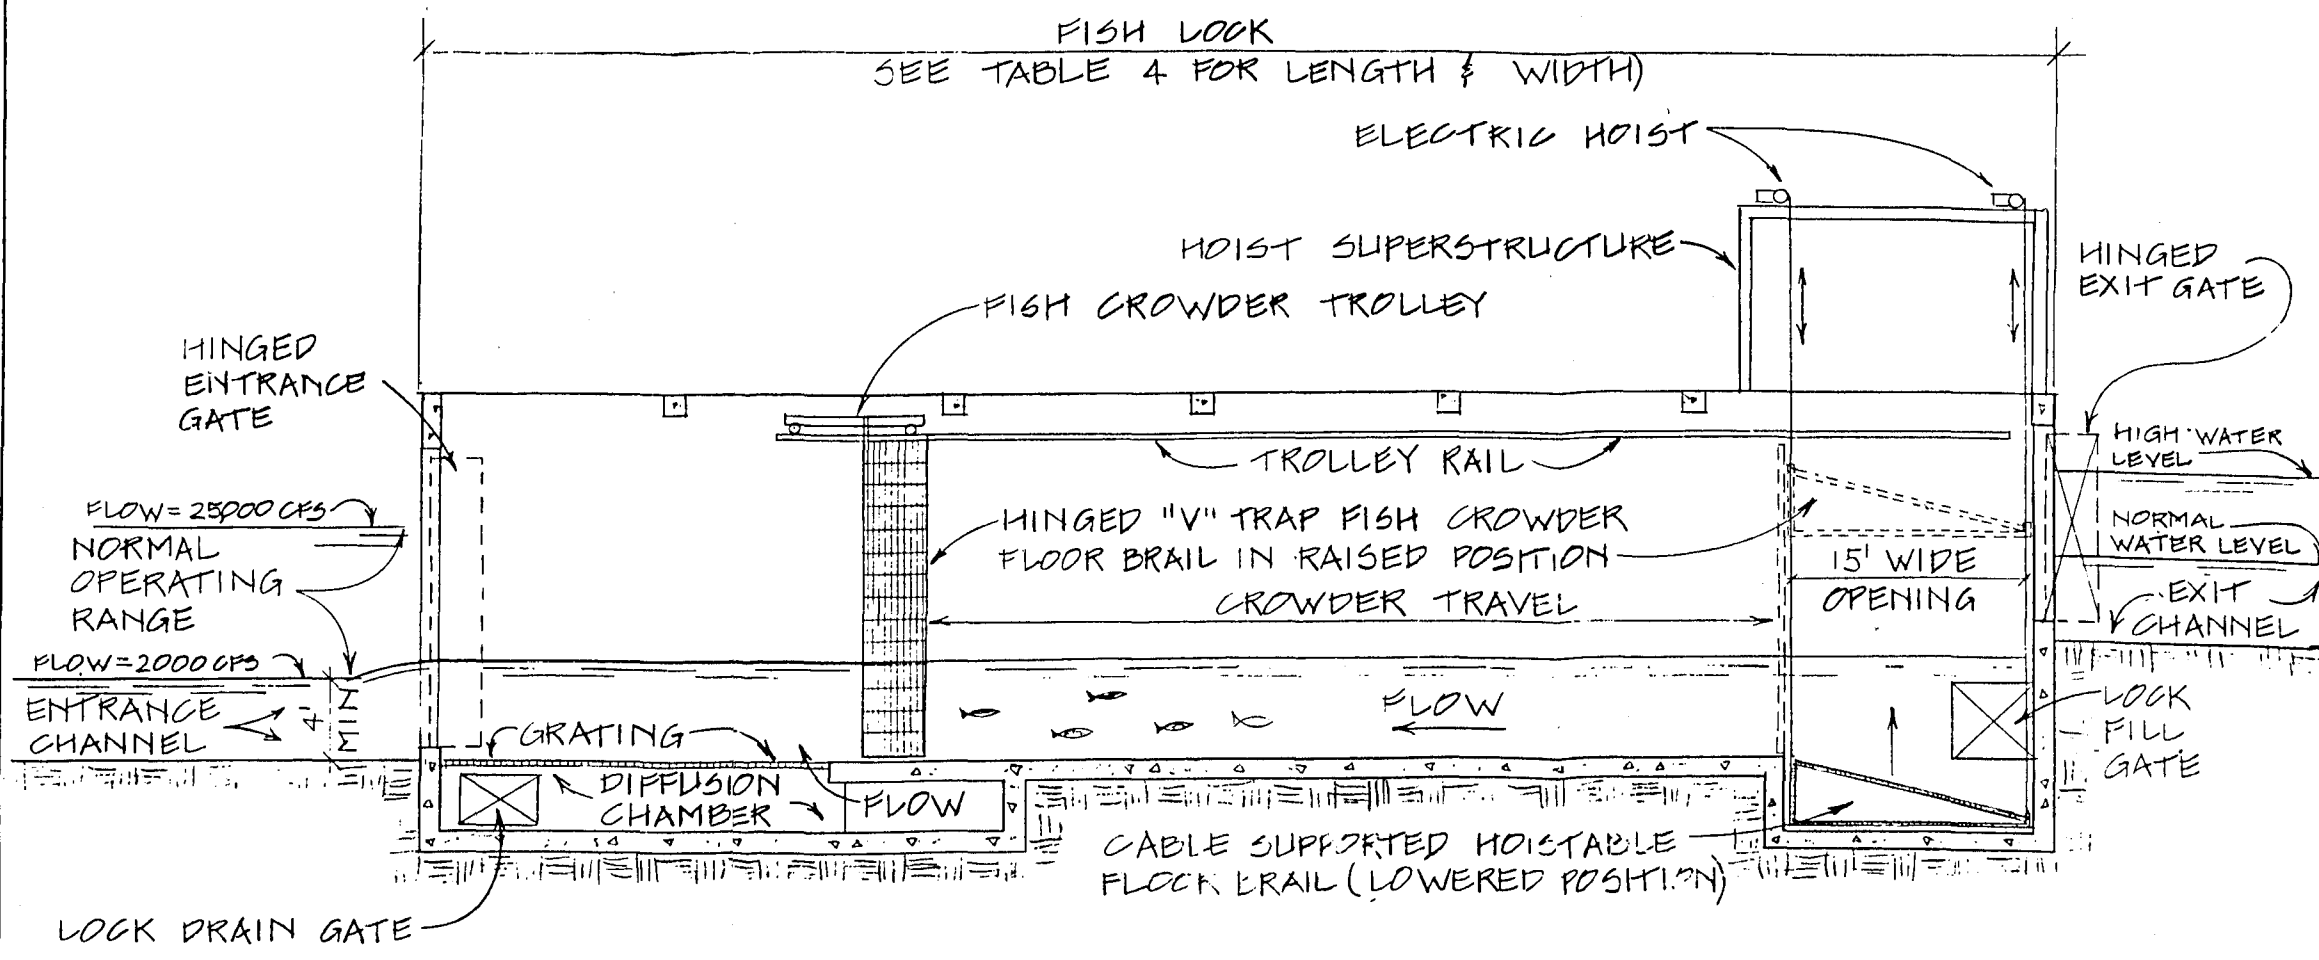 FISH LOCK
SEE TABLE 4 FOR LENGTH & WIDTH)
ELECTRIC HOIST
HOIST SUPERSTRUCTURE
HINGED
EXIT GATE
FISH CROWDER TROLLEY
HINGED
ENTRANCE
GATE
HIGH WATER
LEVEL
TROLLEY RAIL
FLOW = 25000 CFS
NORMAL
OPERATING
RANGE
HINGED "V" TRAP FISH CROWDER
FLOOR BRAIL IN RAISED POSITION
NORMAL
WATER LEVEL
15' WIDE
OPENING
CROWDER TRAVEL
EXIT
CHANNEL
FLOW = 2000 CFS
ENTRANCE
CHANNEL
4' MIN
FLOW
GRATING
DIFFUSION
CHAMBER
FLOW
LOCK
FILL
GATE
CABLE SUPPORTED HOISTABLE
FLOOR BRAIL (LOWERED POSITION)
LOCK DRAIN GATE